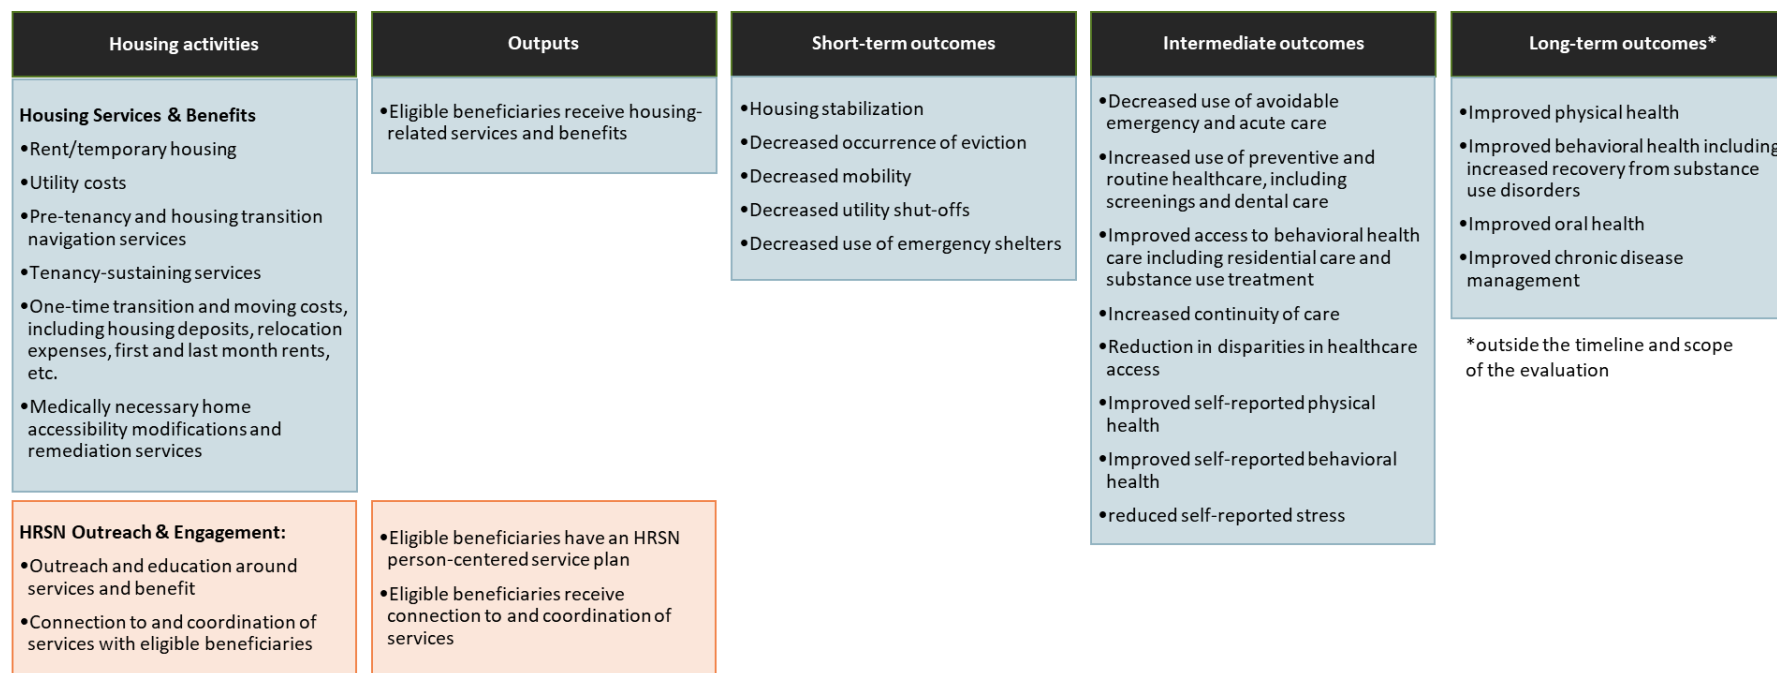 Housing activities
Housing Services & Benefits
•Rent/temporary housing
•Utility costs
•Pre-tenancy and housing transition
navigation services
•Tenancy-sustaining services
•One-time transition and moving costs,
including housing deposits, relocation
expenses, first and last month rents,
etc.
•Medically necessary home
accessibility modifications and
remediation services
HRSN Outreach & Engagement:
•Outreach and education around
services and benefit
•Connection to and coordination of
services with eligible beneficiaries
Outputs
•Eligible beneficiaries receive housing-
related services and benefits
•Eligible beneficiaries have an HRSN
person-centered service plan
•Eligible beneficiaries receive
connection to and coordination of
services
Short-term outcomes
•Housing stabilization
•Decreased occurrence of eviction
•Decreased mobility
•Decreased utility shut-offs
•Decreased use of emergency shelters
Intermediate outcomes
•Decreased use of avoidable
emergency and acute care
•Increased use of preventive and
routine healthcare, including
screenings and dental care
•Improved access to behavioral health
care including residential care and
substance use treatment
•Increased continuity of care
•Reduction in disparities in healthcare
access
•Improved self-reported physical
health
•Improved self-reported behavioral
health
•reduced self-reported stress
Long-term outcomes*
•Improved physical health
•Improved behavioral health including
increased recovery from substance
use disorders
•Improved oral health
•Improved chronic disease
management
*outside the timeline and scope
of the evaluation